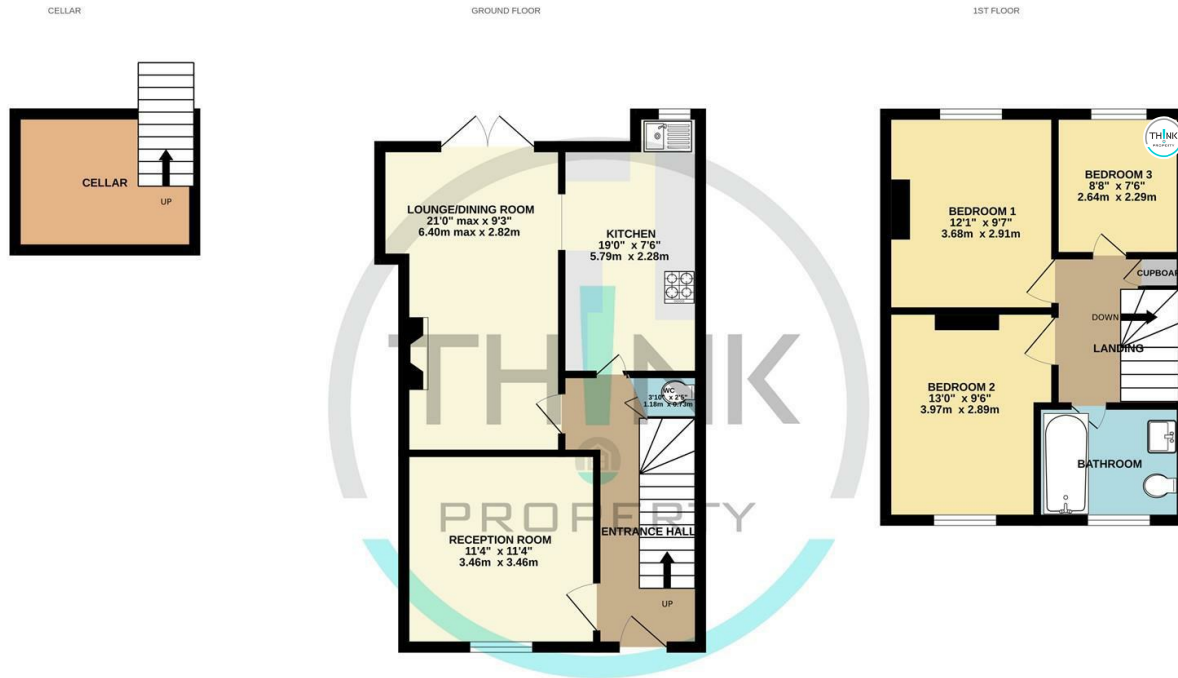 CELLAR
GROUND FLOOR
1ST FLOOR
CELLAR
UP
LOUNGE/DINING ROOM
21'0" max x 9'3"
6.40m max x 2.82m
KITCHEN
19'0" x 7'6"
5.79m x 2.28m
WC
3'10" x 2'5"
1.18m x 0.73m
RECEPTION ROOM
11'4" x 11'4"
3.46m x 3.46m
ENTRANCE HALL
UP
THINK
PROPERTY
BEDROOM 1
12'1" x 9'7"
3.68m x 2.91m
BEDROOM 3
8'8" x 7'6"
2.64m x 2.29m
THINK
PROPERTY
CUPBOAR
DOWN
LANDING
BEDROOM 2
13'0" x 9'6"
3.97m x 2.89m
BATHROOM